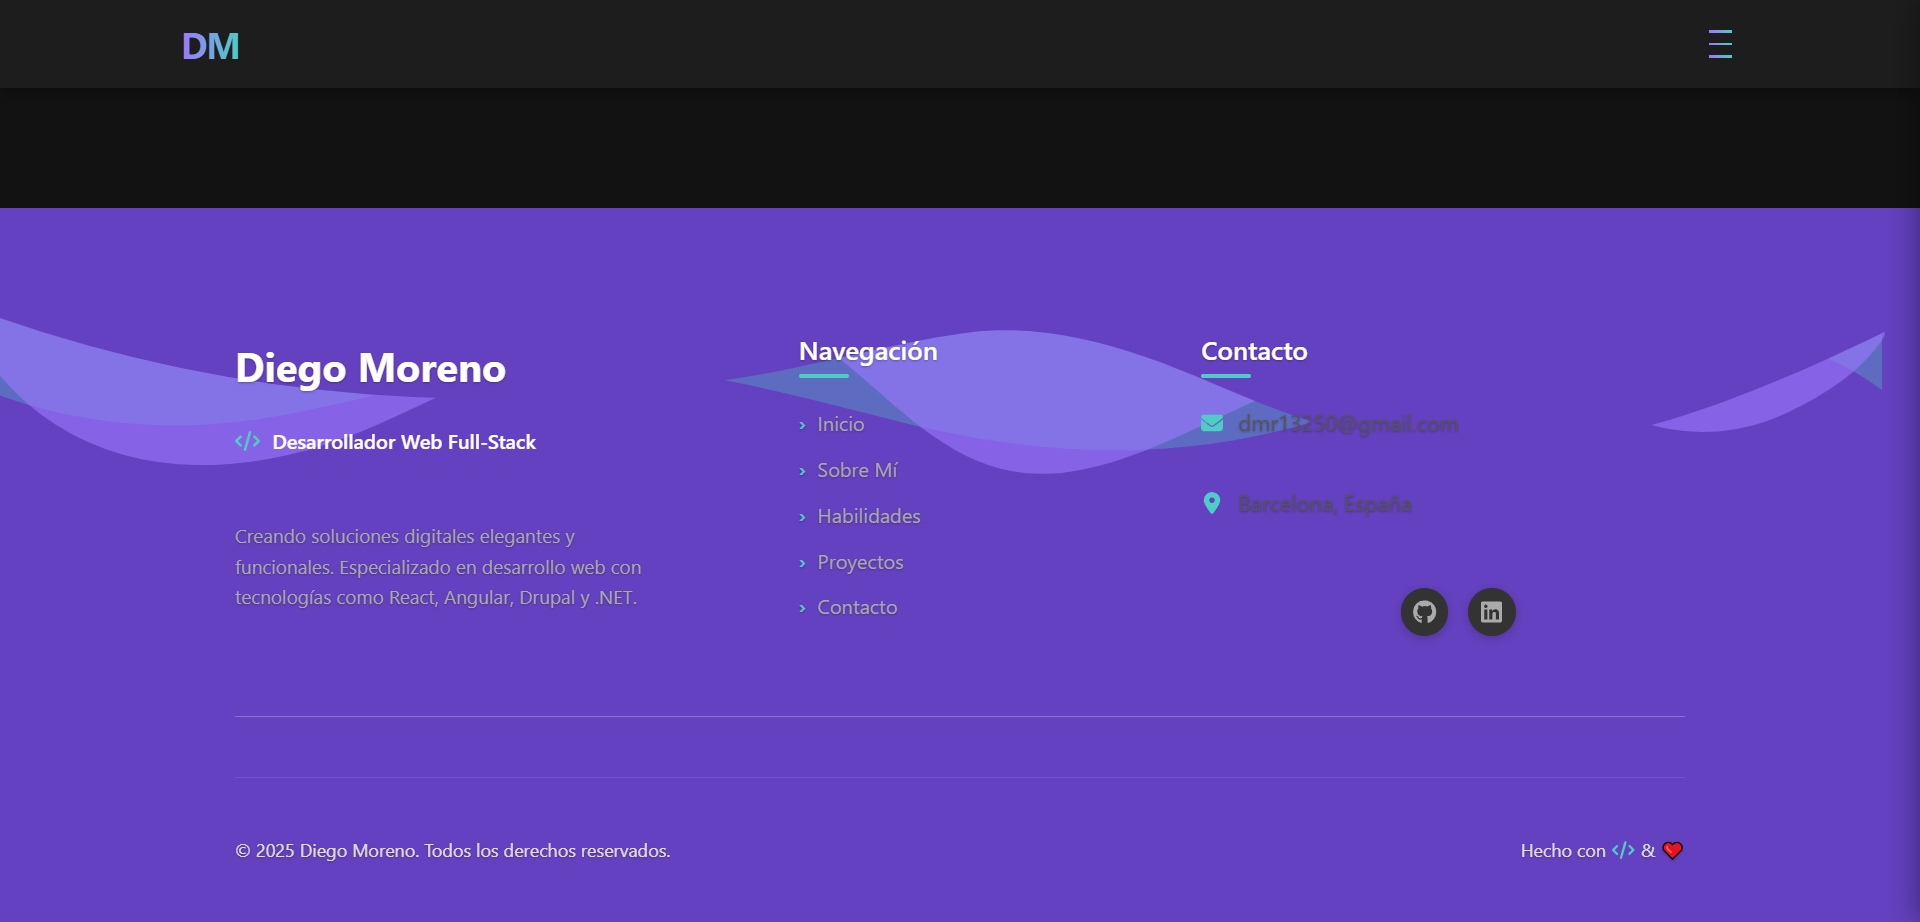 DM
Diego Moreno
Desarrollador Web Full-Stack
Creando soluciones digitales elegantes y
funcionales. Especializado en desarrollo web con
tecnologías como React, Angular, Drupal y .NET.
Navegación
› Inicio
› Sobre Mí
› Habilidades
› Proyectos
› Contacto
Contacto
dmr13250@gmail.com
Barcelona, España
© 2025 Diego Moreno. Todos los derechos reservados.
Hecho con </> & ❤